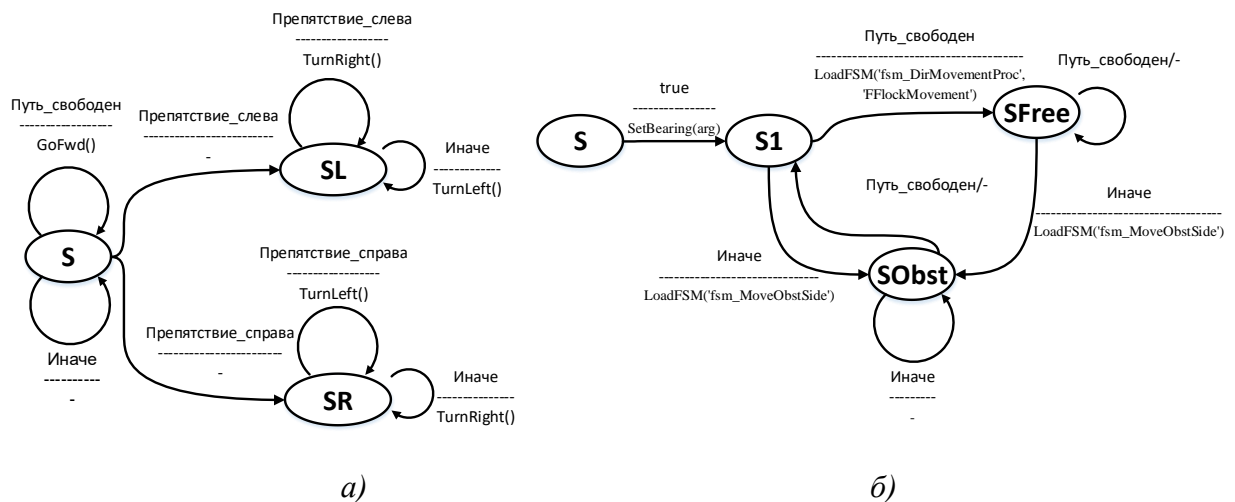 Препятствие_слева
------------------
TurnRight()
Путь_свободен
------------------
GoFwd()
Препятствие_слева
------------------------
-
SL
Иначе
-------------
TurnLeft()
S
Препятствие_справа
------------------
TurnLeft()
Препятствие_справа
------------------------
-
Иначе
----------
-
SR
Иначе
---------------
TurnRight()
а)
Путь_свободен
--------------------------------------
LoadFSM('fsm_DirMovementProc',
'FFlockMovement')
Путь_свободен/-
true
---------------
SetBearing(arg)
S
S1
SFree
Путь_свободен/-
Иначе
-------------------------------------
LoadFSM('fsm_MoveObstSide')
Иначе
--------------------------------
LoadFSM('fsm_MoveObstSide')
SObst
Иначе
---------
-
б)